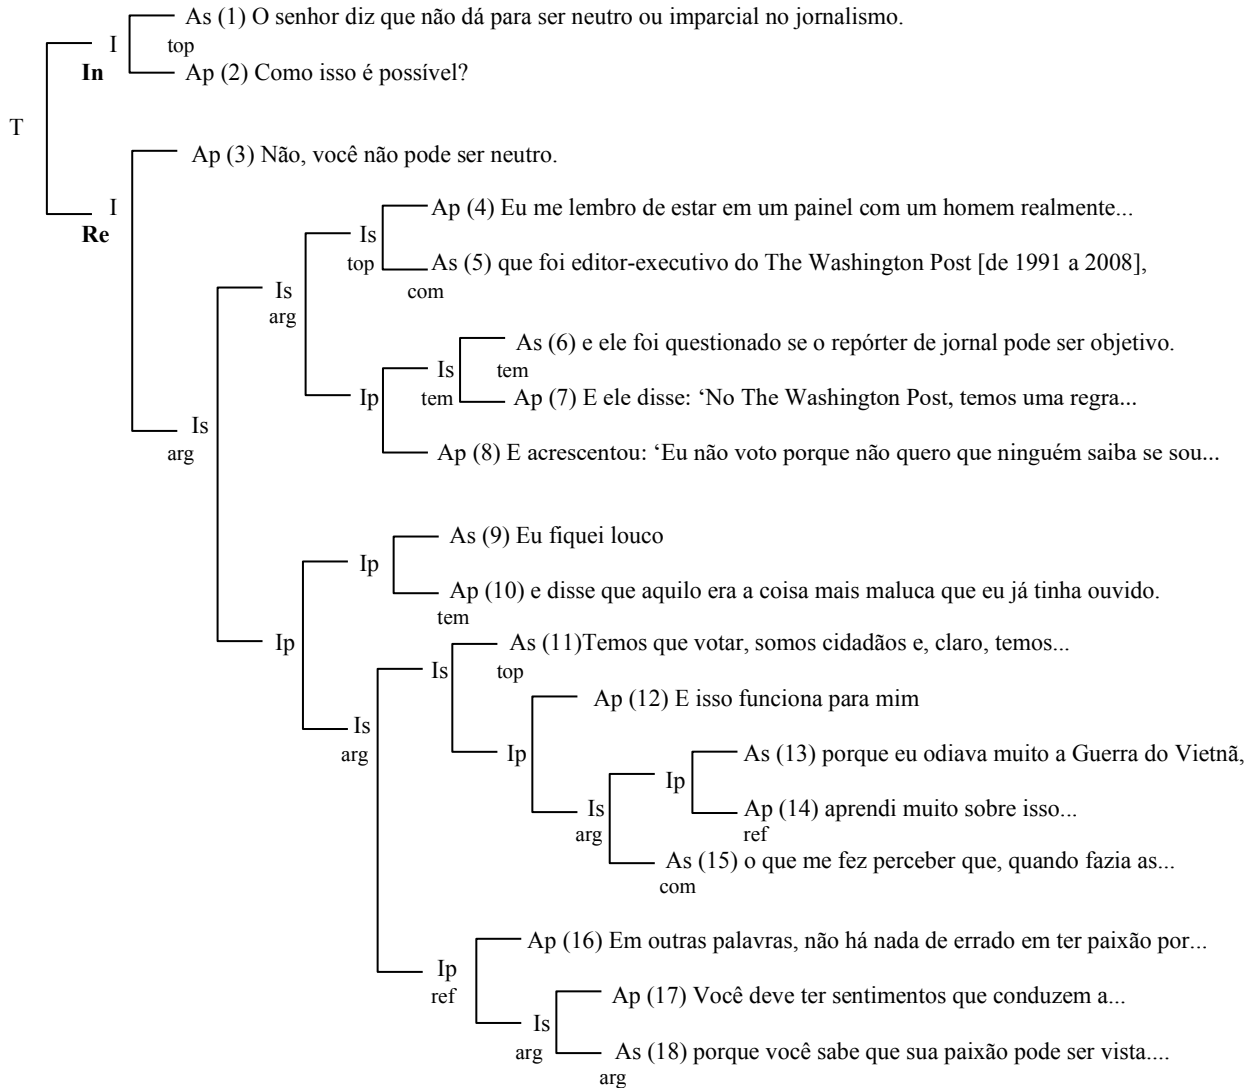 As (1) O senhor diz que não dá para ser neutro ou imparcial no jornalismo.
I
top
In
Ap (2) Como isso é possível?
T
Ap (3) Não, você não pode ser neutro.
I
Re
Ap (4) Eu me lembro de estar em um painel com um homem realmente...
Is
top
As (5) que foi editor-executivo do The Washington Post [de 1991 a 2008],
com
Is
arg
As (6) e ele foi questionado se o repórter de jornal pode ser objetivo.
tem
Is
tem
Ap (7) E ele disse: ‘No The Washington Post, temos uma regra...
Ip
Is
arg
Ap (8) E acrescentou: ‘Eu não voto porque não quero que ninguém saiba se sou...
As (9) Eu fiquei louco
Ip
Ap (10) e disse que aquilo era a coisa mais maluca que eu já tinha ouvido.
tem
Ip
As (11)Temos que votar, somos cidadãos e, claro, temos...
top
Is
Ap (12) E isso funciona para mim
Is
arg
Ip
As (13) porque eu odiava muito a Guerra do Vietnã,
Ip
Is
arg
Ap (14) aprendi muito sobre isso...
ref
As (15) o que me fez perceber que, quando fazia as...
com
Ap (16) Em outras palavras, não há nada de errado em ter paixão por...
Ip
ref
Ap (17) Você deve ter sentimentos que conduzem a...
Is
arg
As (18) porque você sabe que sua paixão pode ser vista....
arg